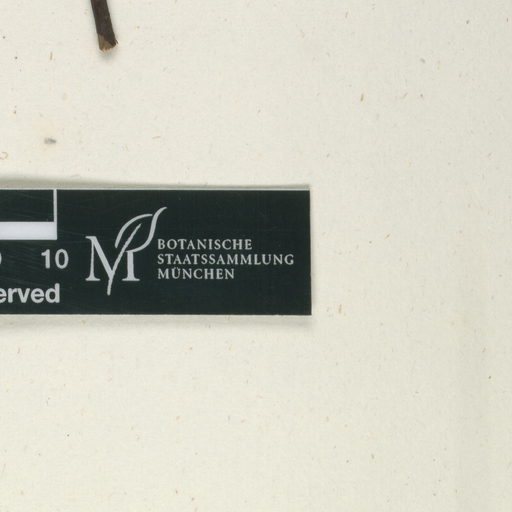 10
erved
BOTANISCHE
STAATSSAMMLUNG
MÜNCHEN